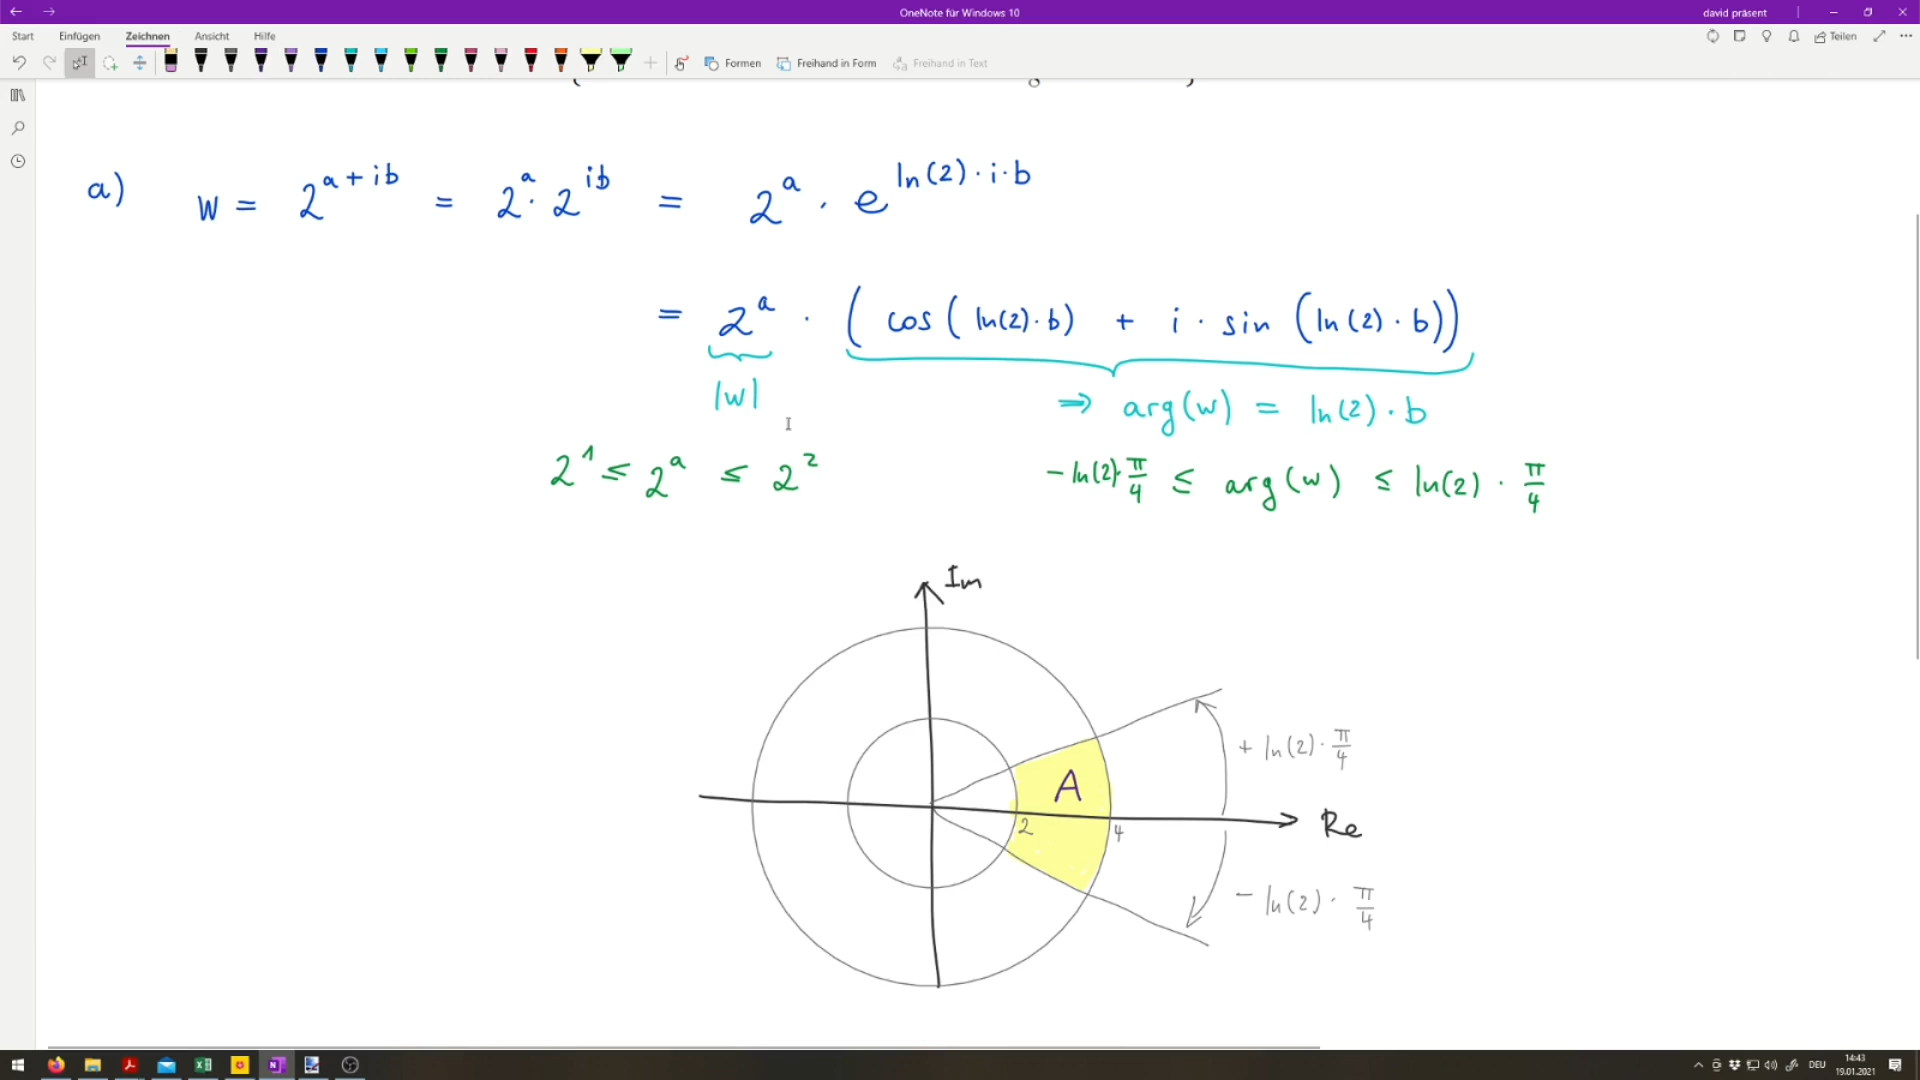 OneNote für Windows 10
david präsent
Start Einfügen Zeichnen Ansicht Hilfe
Teilen
Formen Freihand in Form Freihand in Text
a) w = 2^{a+ib} = 2^a · 2^{ib} = 2^a · e^{ln(2)·i·b}
= 2^a · ( cos ( ln(2)·b) + i · sin (ln(2)·b))
|w| ⇒ arg(w) = ln(2)·b
2^1 ≤ 2^a ≤ 2^2 -ln(2)·π/4 ≤ arg(w) ≤ ln(2)·π/4
Im
+ ln(2)·π/4
A
2 4 Re
- ln(2)·π/4
DEU
14:43
19.01.2021